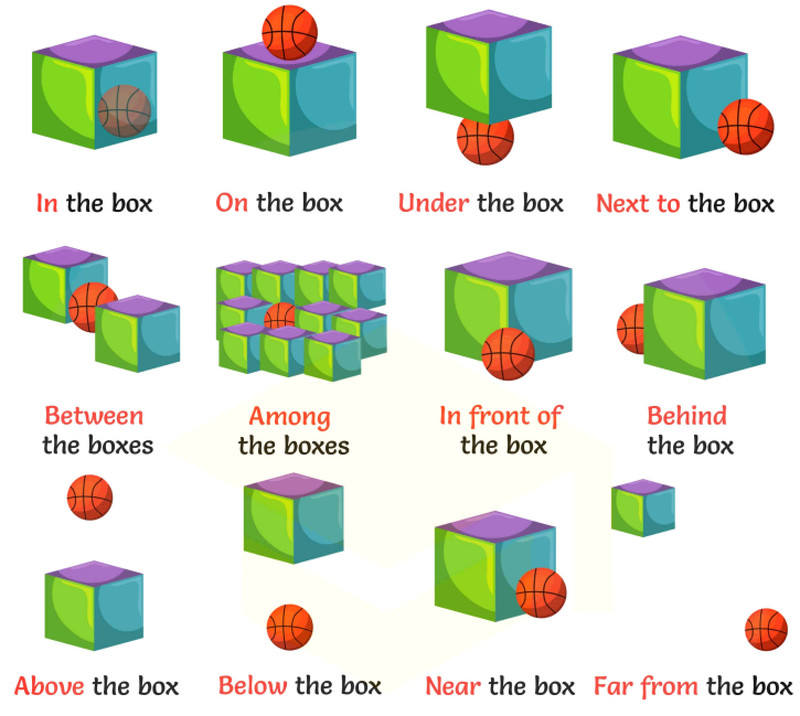 In the box
On the box
Under the box
Next to the box
Between
the boxes
Among
the boxes
In front of
the box
Behind
the box
Above the box
Below the box
Near the box
Far from the box